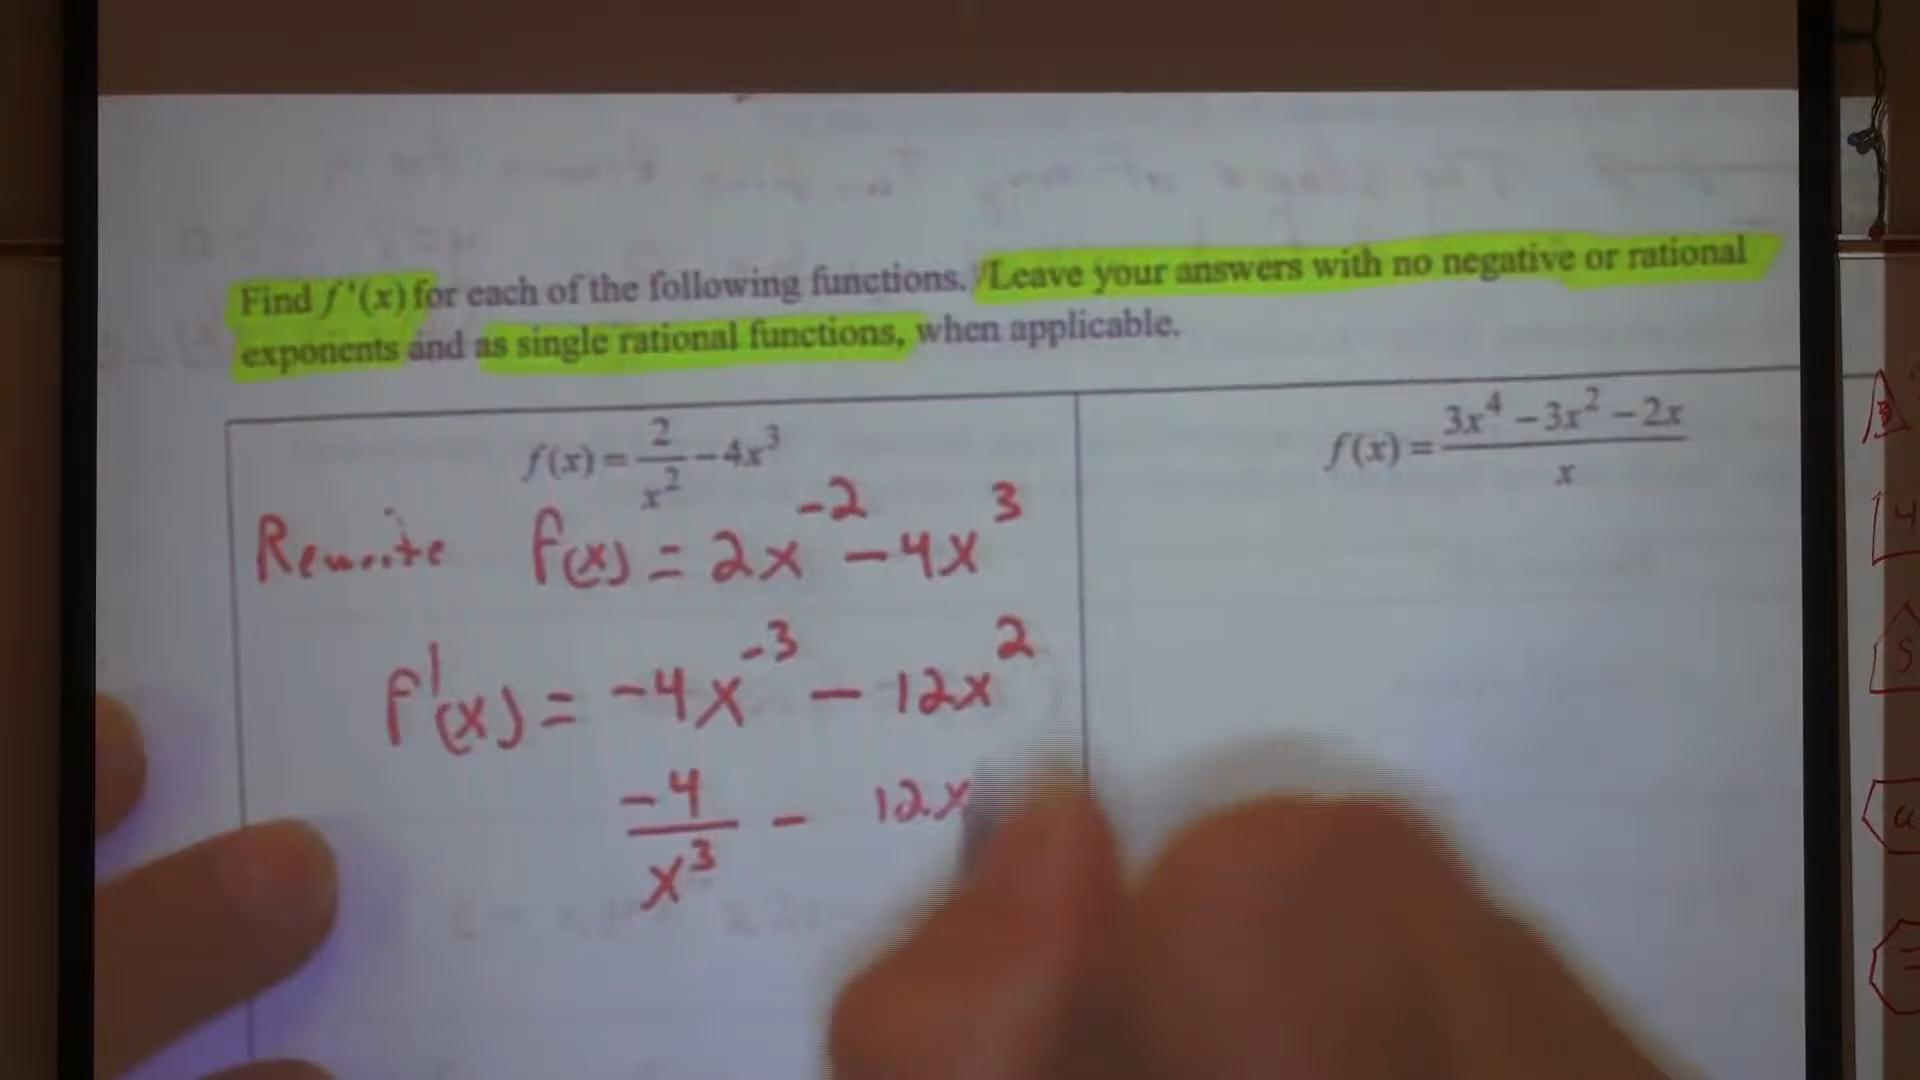 Find f'(x) for each of the following functions. Leave your answers with no negative or rational
exponents and as single rational functions, when applicable.
f(x) = 2/x² − 4x³
Rewrite f(x) = 2x⁻² − 4x³
f'(x) = −4x⁻³ − 12x²
−4/x³ − 12x
f(x) = (3x⁴ − 3x² − 2x)/x
4
5
a